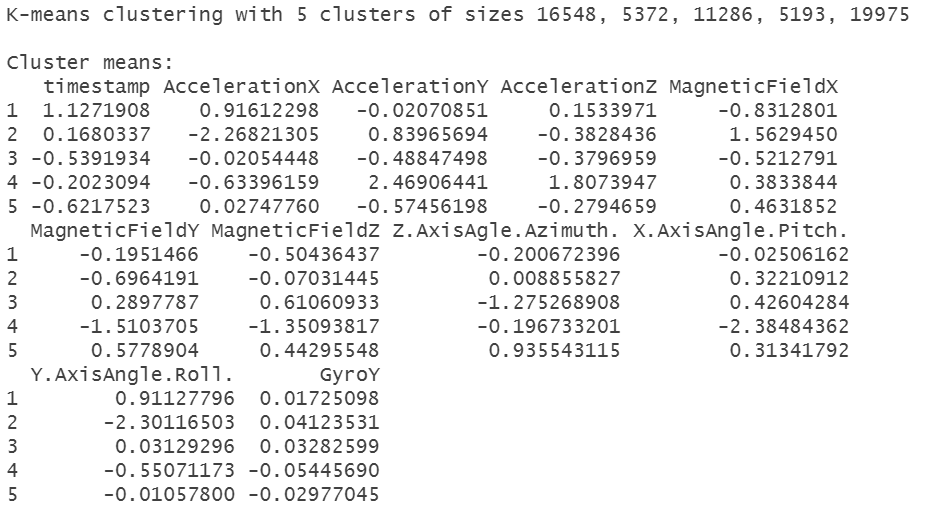 K-means clustering with 5 clusters of sizes 16548, 5372, 11286, 5193, 19975
Cluster means:
timestamp AccelerationX AccelerationY AccelerationZ MagneticFieldX
1 1.1271908 0.91612298 -0.02070851 0.1533971 -0.8312801
2 0.1680337 -2.26821305 0.83965694 -0.3828436 1.5629450
3 -0.5391934 -0.02054448 -0.48847498 -0.3796959 -0.5212791
4 -0.2023094 -0.63396159 2.46906441 1.8073947 0.3833844
5 -0.6217523 0.02747760 -0.57456198 -0.2794659 0.4631852
MagneticFieldY MagneticFieldZ Z.AxisAgle.Azimuth. X.AxisAngle.Pitch.
1 -0.1951466 -0.50436437 -0.200672396 -0.02506162
2 -0.6964191 -0.07031445 0.008855827 0.32210912
3 0.2897787 0.61060933 -1.275268908 0.42604284
4 -1.5103705 -1.35093817 -0.196733201 -2.38484362
5 0.5778904 0.44295548 0.935543115 0.31341792
Y.AxisAngle.Roll. GyroY
1 0.91127796 0.01725098
2 -2.30116503 0.04123531
3 0.03129296 0.03282599
4 -0.55071173 -0.05445690
5 -0.01057800 -0.02977045